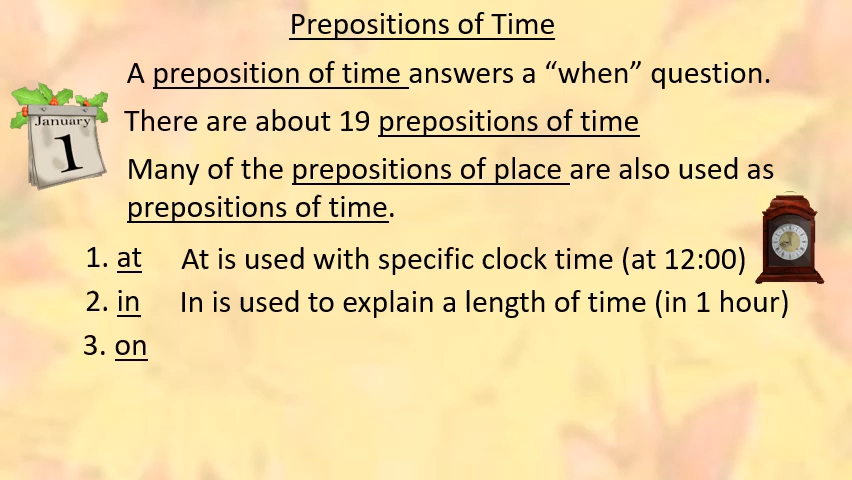 Prepositions of Time
A preposition of time answers a “when” question.
January
1
There are about 19 prepositions of time
Many of the prepositions of place are also used as
prepositions of time.
1. at At is used with specific clock time (at 12:00)
2. in In is used to explain a length of time (in 1 hour)
3. on